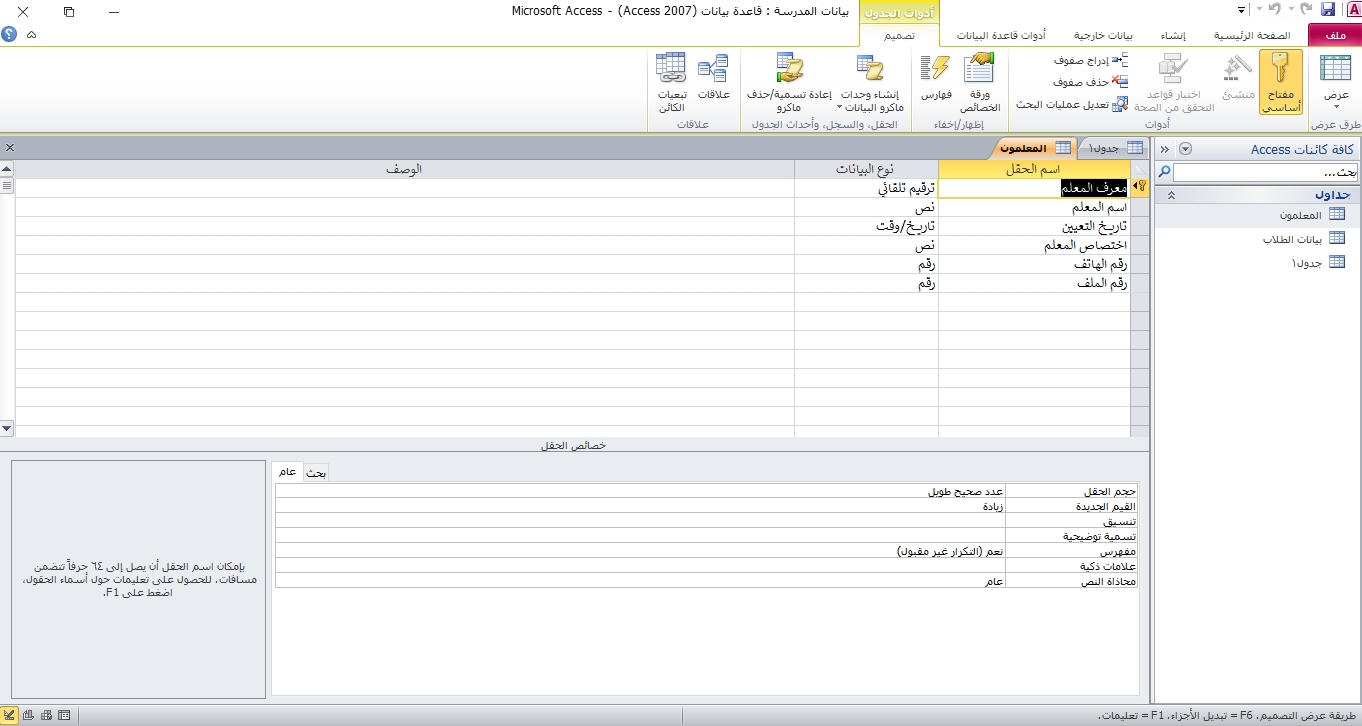 بيانات المدرسة : قاعدة بيانات (Access 2007) - Microsoft Access
أدوات الجدول
ملف
الصفحة الرئيسية
إنشاء
بيانات خارجية
أدوات قاعدة البيانات
تصميم
عرض
مفتاح أساسي
منشئ
اختبار قواعد التحقق من الصحة
إدراج صفوف
حذف صفوف
تعديل عمليات البحث
ورقة الخصائص
فهارس
إنشاء وحدات ماكرو البيانات
إعادة تسمية/حذف ماكرو
علاقات
تبعيات الكائن
طرق عرض
أدوات
إظهار/إخفاء
الحقل، والسجل، وأحداث الجدول
علاقات
كافة كائنات Access
بحث...
جداول
المعلمون
بيانات الطلاب
جدول١
جدول١
المعلمون
اسم الحقل نوع البيانات الوصف
معرف المعلم ترقيم تلقائي
اسم المعلم نص
تاريخ التعيين تاريخ/وقت
اختصاص المعلم نص
رقم الهاتف رقم
رقم الملف رقم
خصائص الحقل
عام بحث
حجم الحقل عدد صحيح طويل
القيم الجديدة زيادة
تنسيق
تسمية توضيحية
مفهرس نعم (التكرار غير مقبول)
علامات ذكية
محاذاة النص عام
بإمكان اسم الحقل أن يصل إلى ٦٤ حرفاً تتضمن
مسافات. للحصول على تعليمات حول أسماء الحقول،
اضغط على F1.
طريقة عرض التصميم. F6 = تبديل الأجزاء. F1 = تعليمات.